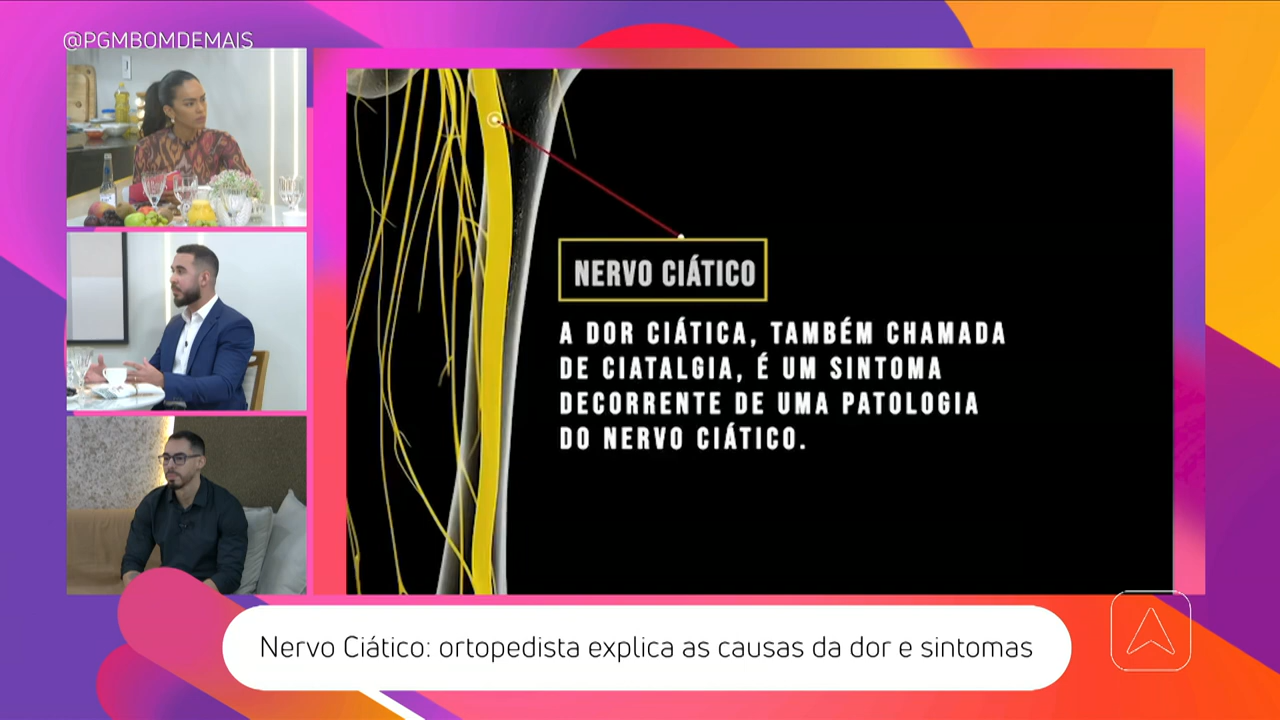 @PGMBOMDEMAIS
NERVO CIÁTICO
A DOR CIÁTICA, TAMBÉM CHAMADA
DE CIATALGIA, É UM SINTOMA
DECORRENTE DE UMA PATOLOGIA
DO NERVO CIÁTICO.
Nervo Ciático: ortopedista explica as causas da dor e sintomas